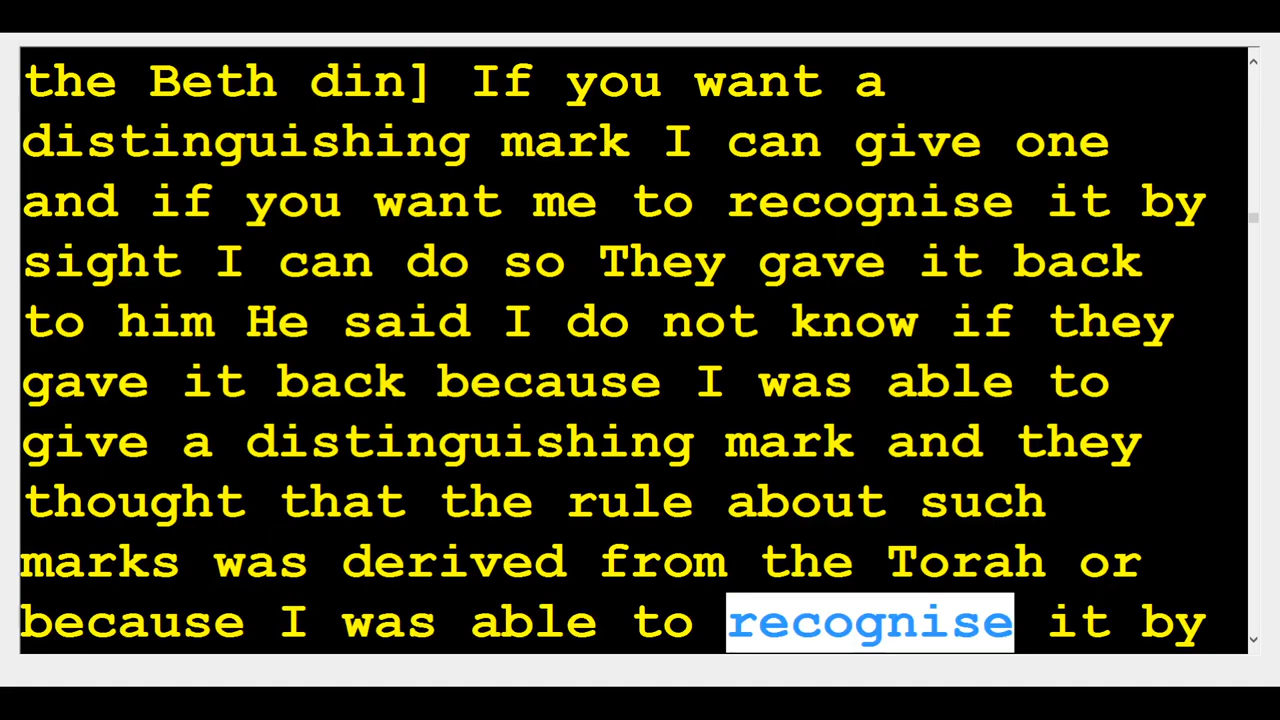 the Beth din] If you want a
distinguishing mark I can give one
and if you want me to recognise it by
sight I can do so They gave it back
to him He said I do not know if they
gave it back because I was able to
give a distinguishing mark and they
thought that the rule about such
marks was derived from the Torah or
because I was able to recognise it by